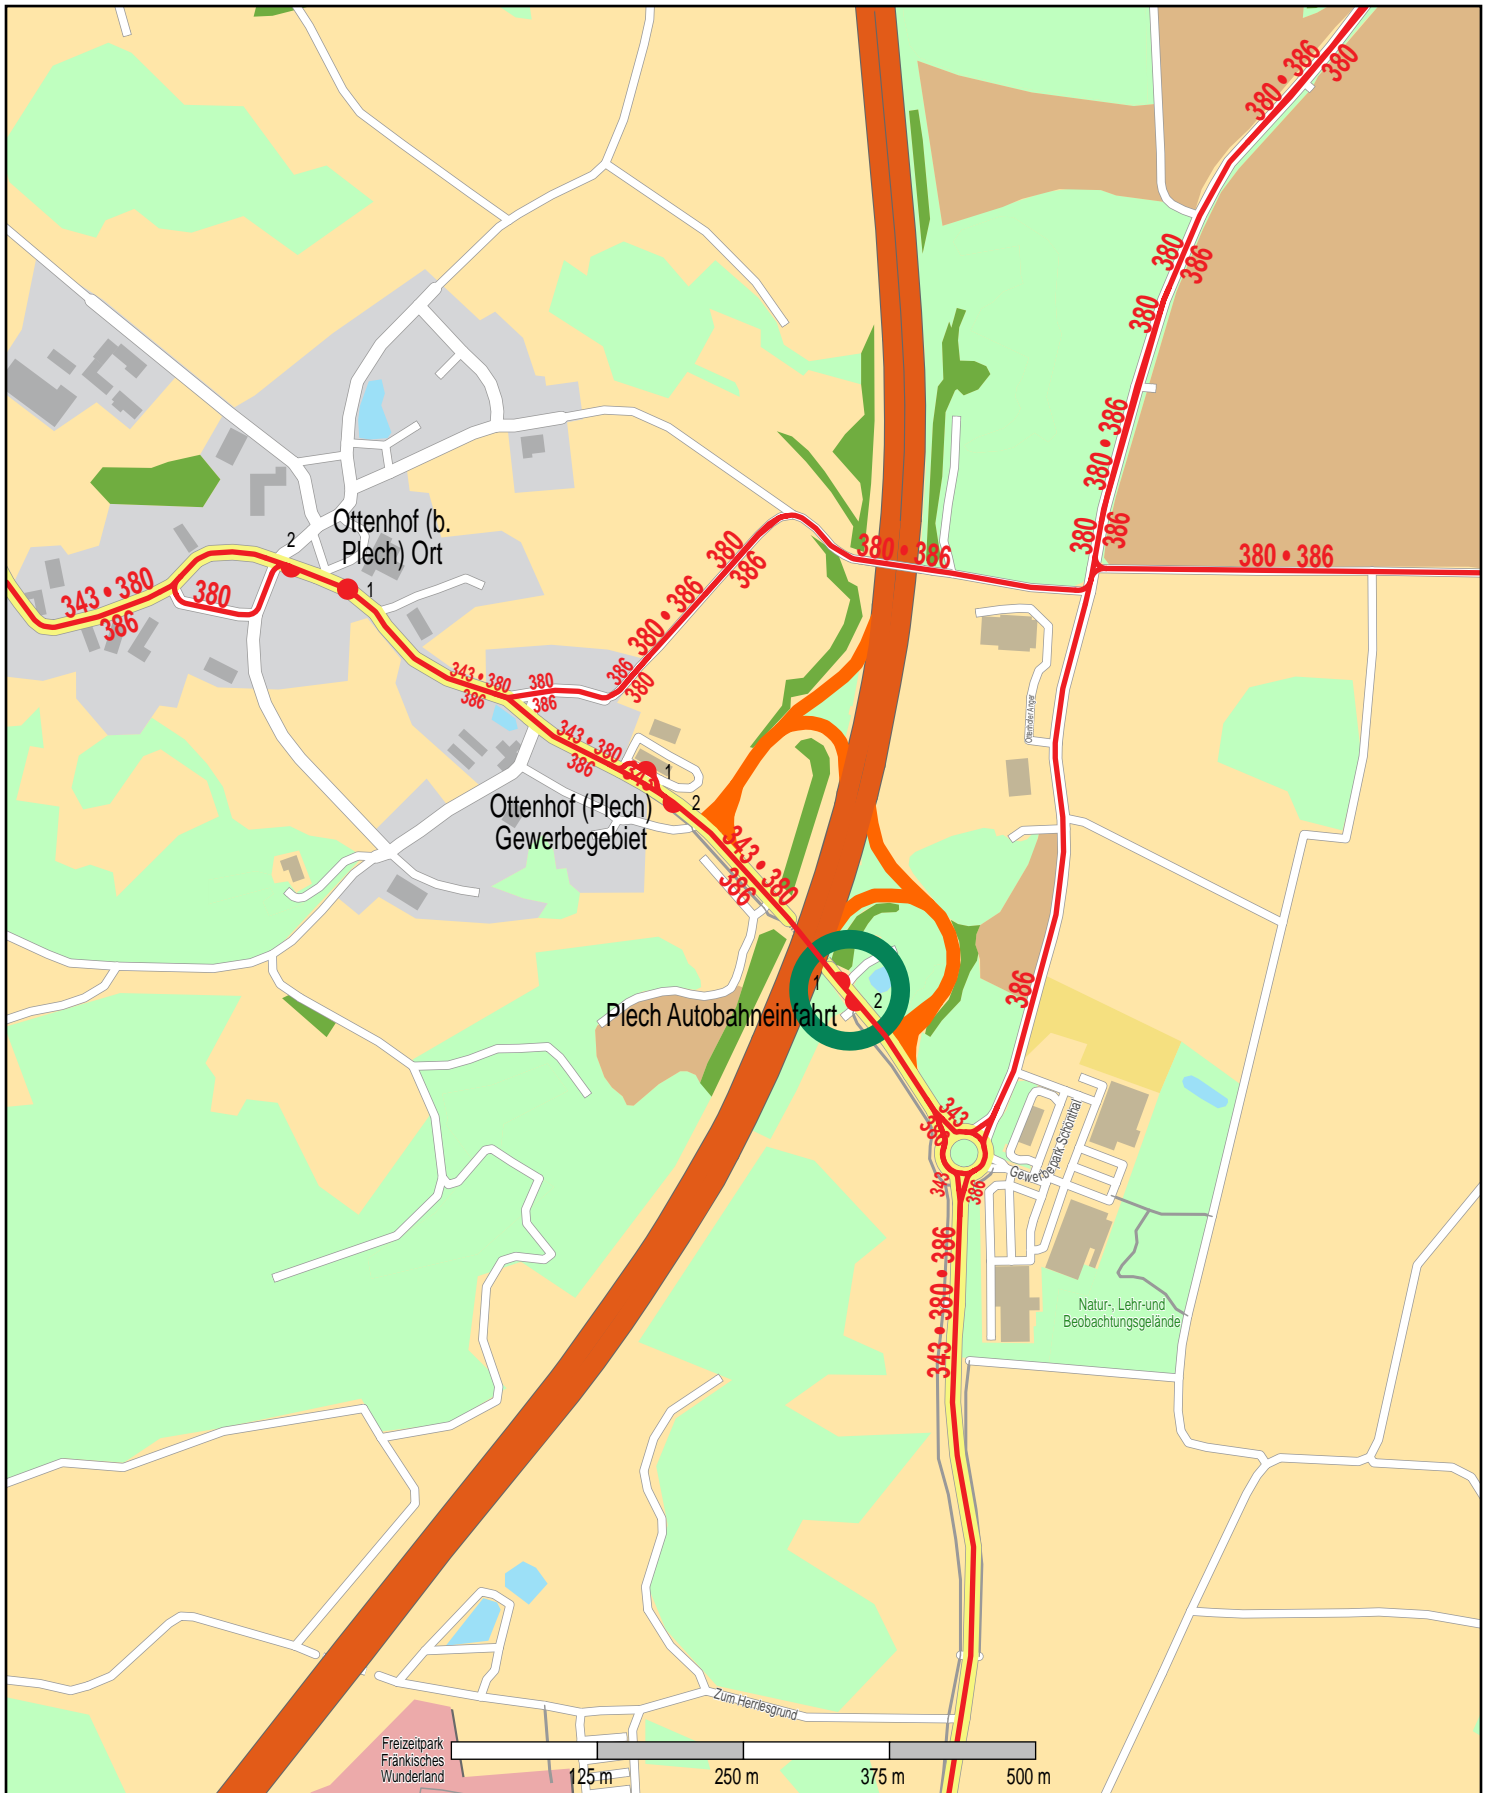 380 • 386
380
380
386
380
380 • 386
380
386
380 • 386
380 • 386
Ottenhof (b.
Plech) Ort
2
1
343 • 380
386
380
380
386
380 • 386
386
380
343 • 380
386
380
386
343 • 380
386
343
1
2
Ottenhof (Plech)
Gewerbegebiet
343 • 380
386
386
1
2
Plech Autobahneinfahrt
343
386
343
386
343 • 380 • 386
Gewerbepark Schönthal
Natur-, Lehr-und
Beobachtungsgelände
Zum Herrlesgrund
Freizeitpark
Fränkisches
Wunderland
125 m
250 m
375 m
500 m